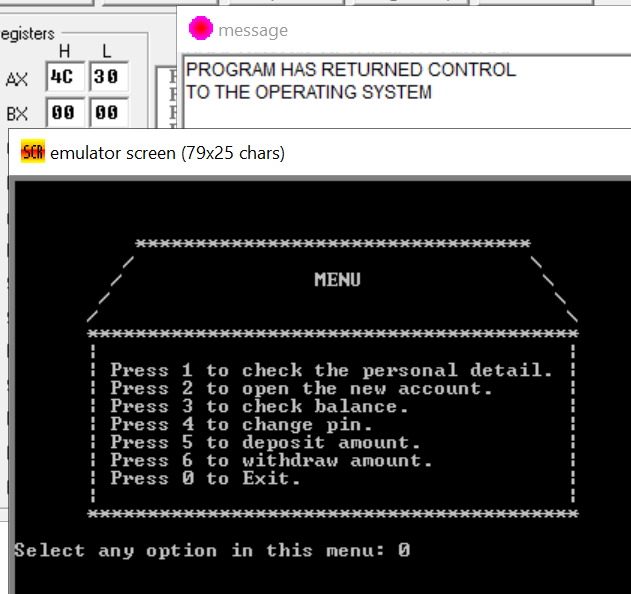 egisters
H L
AX 4C 30
BX 00 00
message
PROGRAM HAS RETURNED CONTROL
TO THE OPERATING SYSTEM
SCR emulator screen (79x25 chars)
*********************************
/ \
/ MENU \
/ \
/ \
*****************************************
¦ ¦
¦ Press 1 to check the personal detail. ¦
¦ Press 2 to open the new account. ¦
¦ Press 3 to check balance. ¦
¦ Press 4 to change pin. ¦
¦ Press 5 to deposit amount. ¦
¦ Press 6 to withdraw amount. ¦
¦ Press 0 to Exit. ¦
¦ ¦
*****************************************
Select any option in this menu: 0